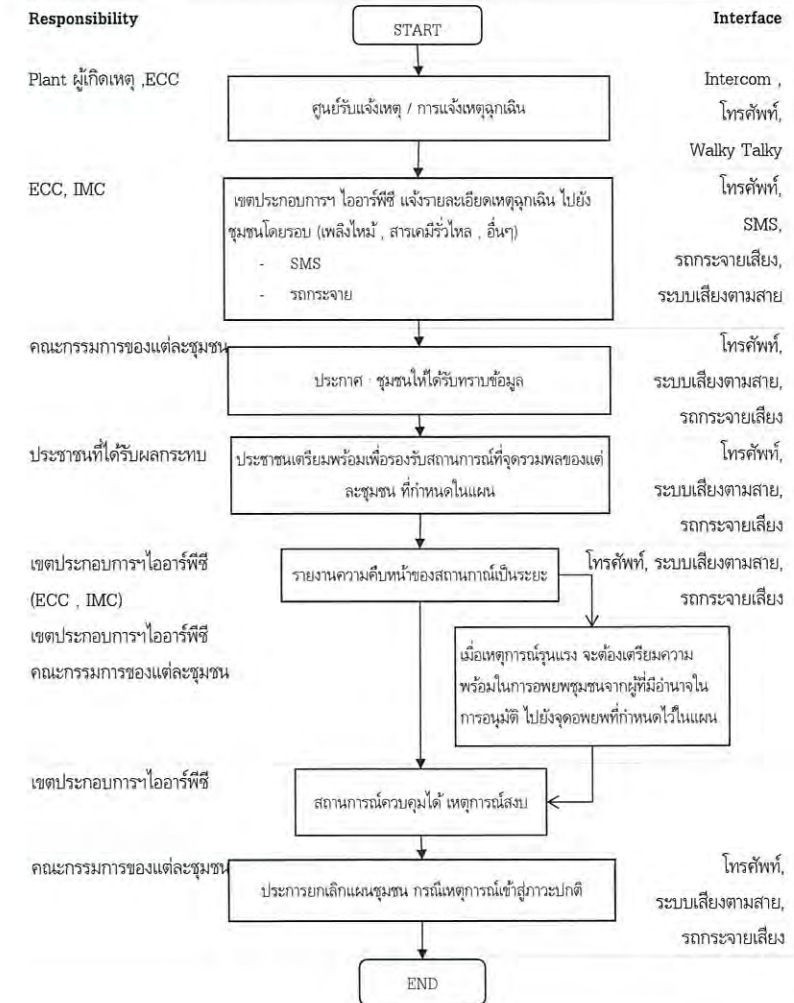 Responsibility
START
Interface
Plant ผู้เกิดเหตุ ,ECC
ศูนย์รับแจ้งเหตุ / การแจ้งเหตุฉุกเฉิน
Intercom ,
โทรศัพท์,
Walky Talky
ECC, IMC
เขตประกอบการฯ ไออาร์พีซี แจ้งรายละเอียดเหตุฉุกเฉิน ไปยัง
ชุมชนโดยรอบ (เพลิงไหม้ , สารเคมีรั่วไหล , อื่นๆ)
- SMS
- รถกระจาย
โทรศัพท์,
SMS,
รถกระจายเสียง,
ระบบเสียงตามสาย
คณะกรรมการของแต่ละชุมชน
ประกาศ ชุมชนให้ได้รับทราบข้อมูล
โทรศัพท์,
ระบบเสียงตามสาย,
รถกระจายเสียง
ประชาชนที่ได้รับผลกระทบ
ประชาชนเตรียมพร้อมเพื่อรองรับสถานการณ์ที่จุดรวมพลของแต่
ละชุมชน ที่กำหนดในแผน
โทรศัพท์,
ระบบเสียงตามสาย,
รถกระจายเสียง
เขตประกอบการฯไออาร์พีซี
(ECC , IMC)
รายงานความคืบหน้าของสถานกาณ์เป็นระยะ
โทรศัพท์, ระบบเสียงตามสาย,
รถกระจายเสียง
เขตประกอบการฯไออาร์พีซี
คณะกรรมการของแต่ละชุมชน
เมื่อเหตุการณ์รุนแรง จะต้องเตรียมความ
พร้อมในการอพยพชุมชนจากผู้ที่มีอำนาจใน
การอนุมัติ ไปยังจุดอพยพที่กำหนดไว้ในแผน
เขตประกอบการฯไออาร์พีซี
สถานการณ์ควบคุมได้ เหตุการณ์สงบ
คณะกรรมการของแต่ละชุมชน
ประการยกเลิกแผนชุมชน กรณีเหตุการณ์เข้าสู่ภาวะปกติ
โทรศัพท์,
ระบบเสียงตามสาย,
รถกระจายเสียง
END